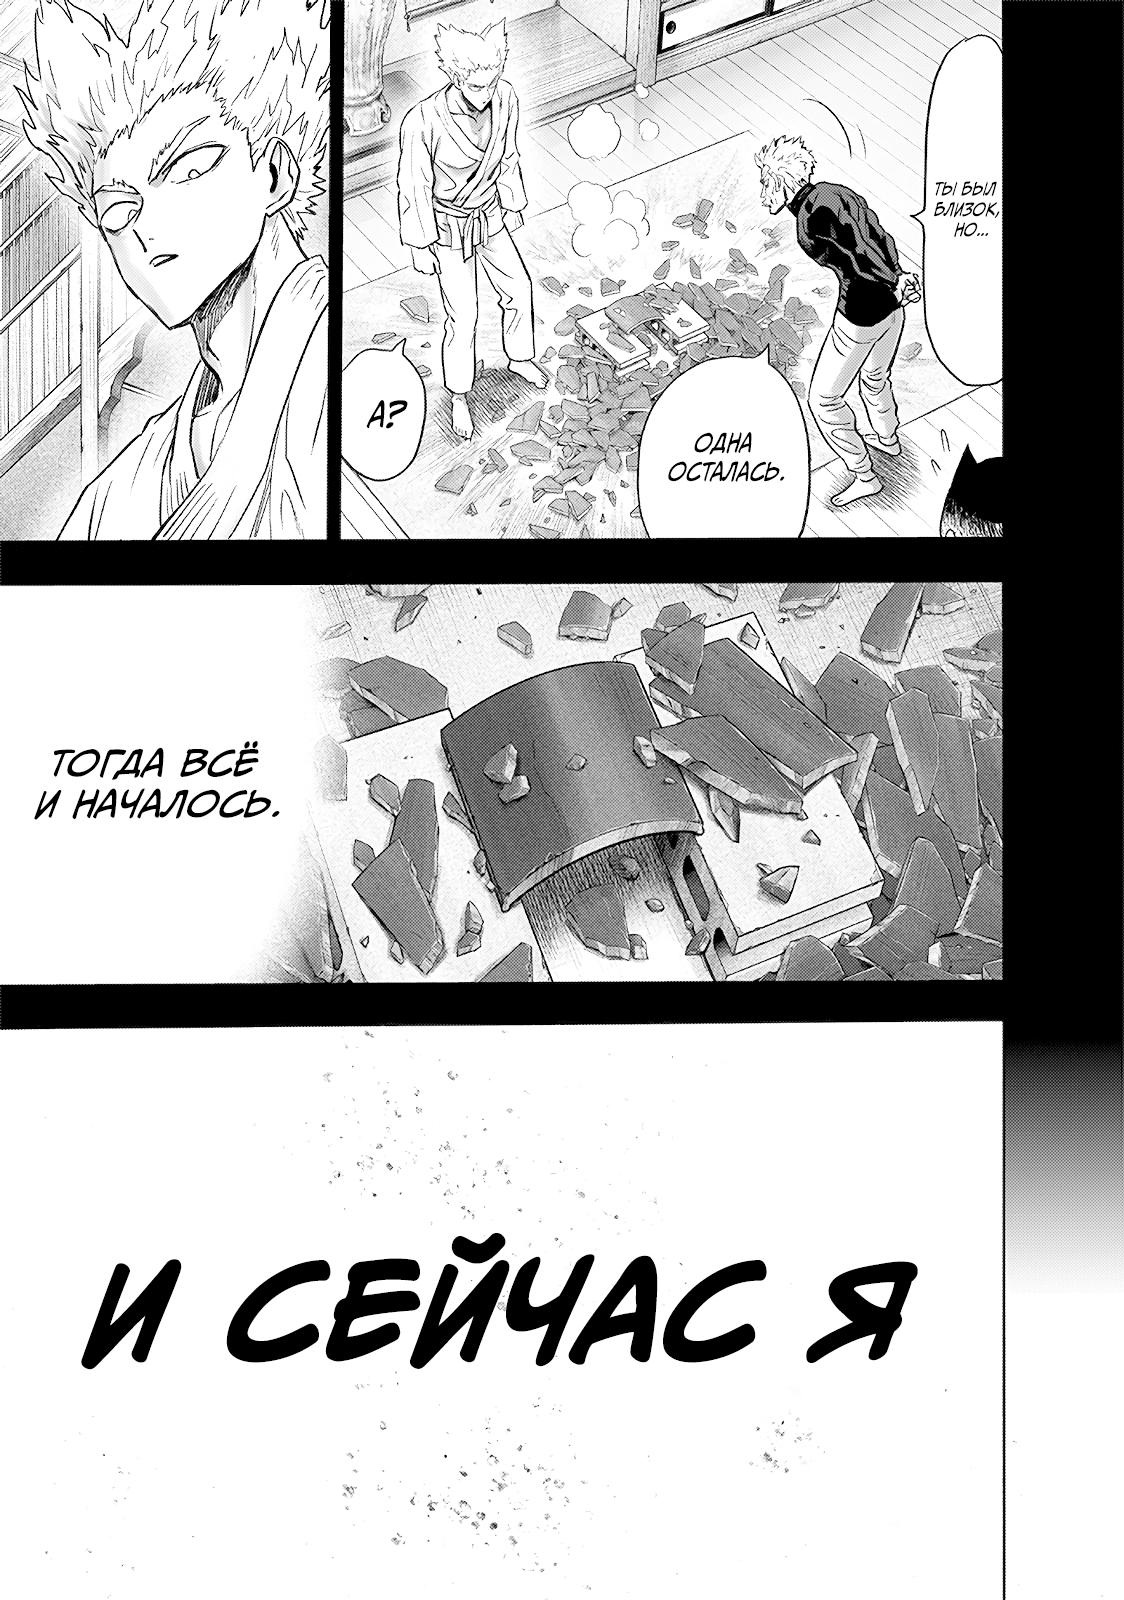 ТЫ БЫЛ
БЛИЗОК,
НО...
ОДНА
ОСТАЛАСЬ.
А?
ТОГДА ВСЁ
И НАЧАЛОСЬ.
И СЕЙЧАС Я